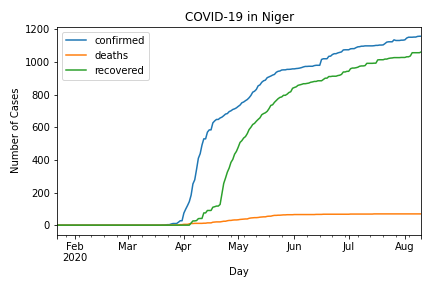 COVID-19 in Niger
confirmed
deaths
recovered
Number of Cases
1200
1000
800
600
400
200
0
Feb Mar Apr May Jun Jul Aug
2020
Day